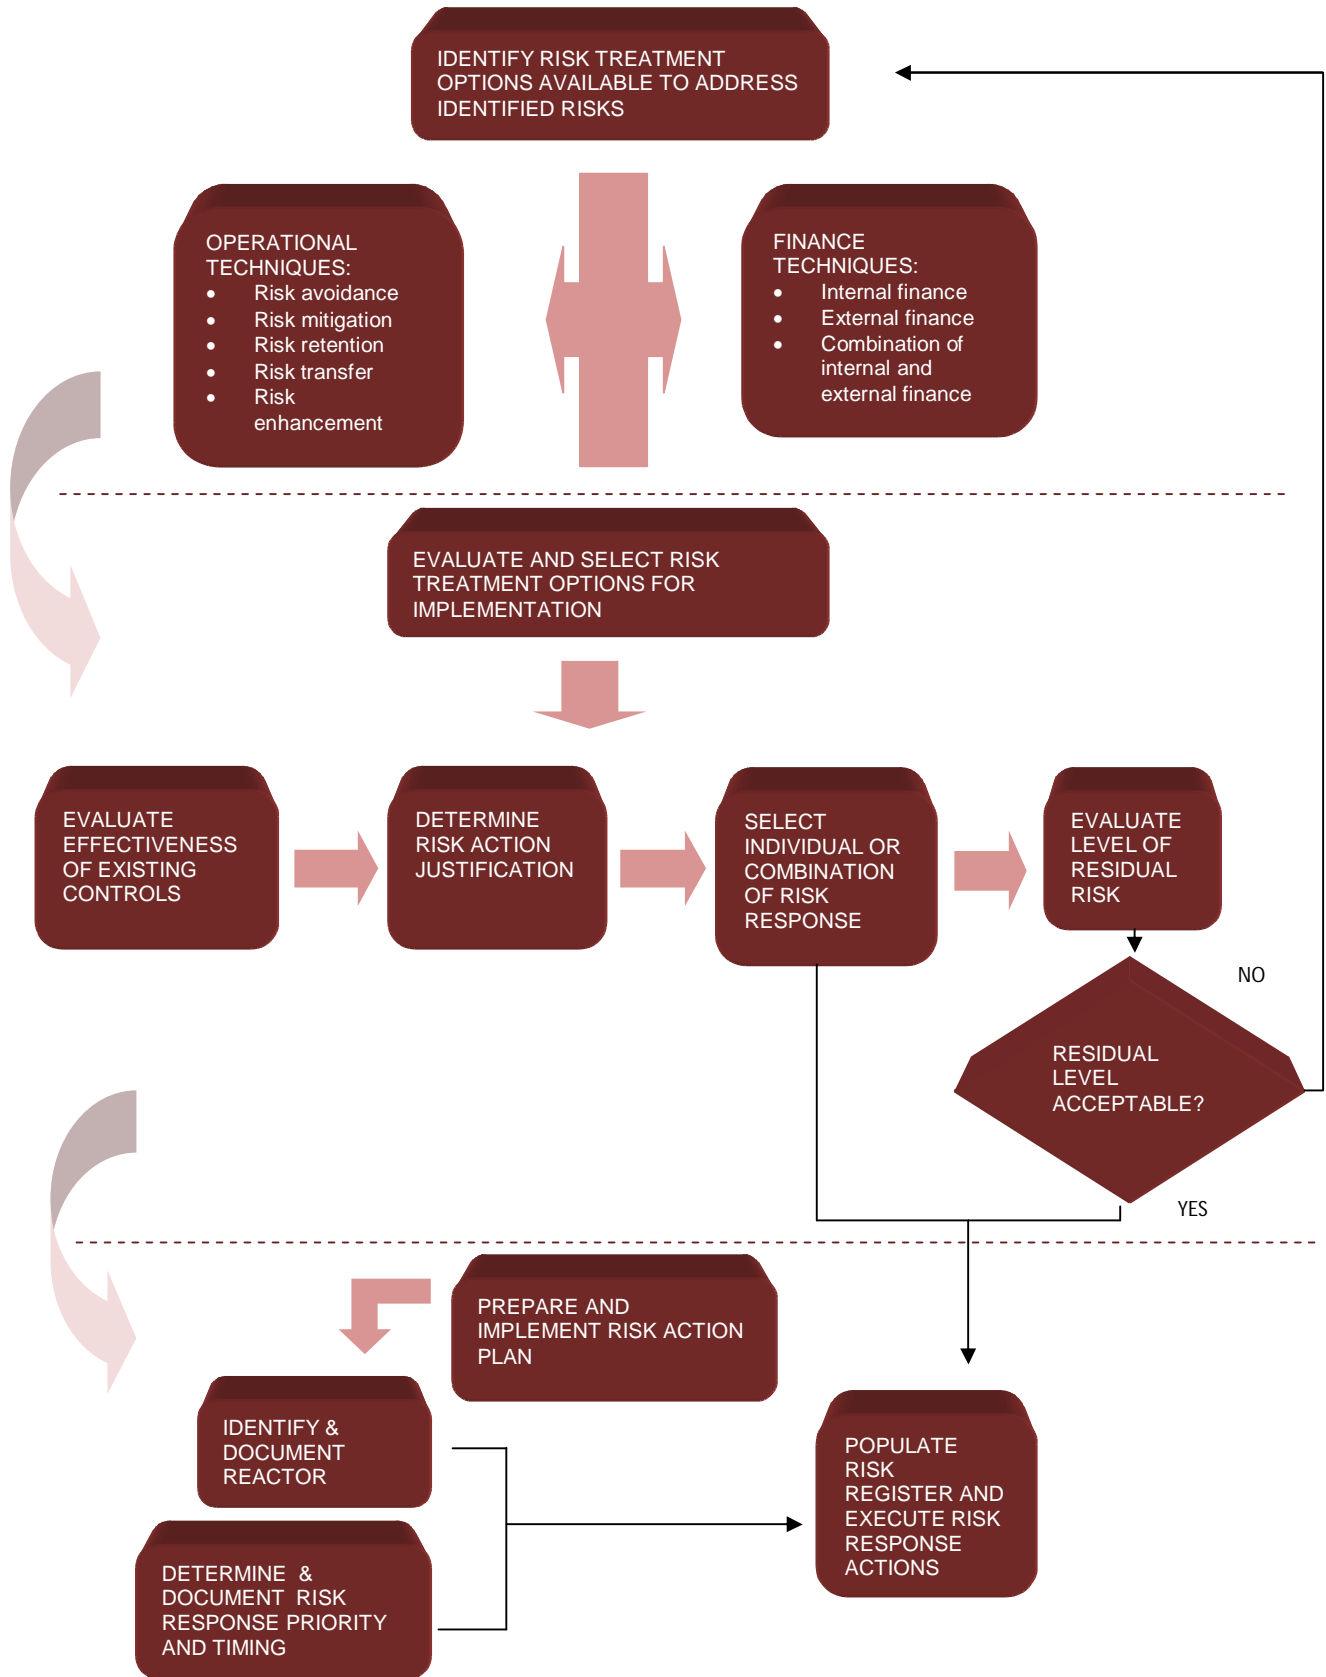 IDENTIFY RISK TREATMENT
OPTIONS AVAILABLE TO ADDRESS
IDENTIFIED RISKS
OPERATIONAL
TECHNIQUES:
• Risk avoidance
• Risk mitigation
• Risk retention
• Risk transfer
• Risk
enhancement
FINANCE
TECHNIQUES:
• Internal finance
• External finance
• Combination of
internal and
external finance
EVALUATE AND SELECT RISK
TREATMENT OPTIONS FOR
IMPLEMENTATION
EVALUATE
EFFECTIVENESS
OF EXISTING
CONTROLS
DETERMINE
RISK ACTION
JUSTIFICATION
SELECT
INDIVIDUAL OR
COMBINATION
OF RISK
RESPONSE
EVALUATE
LEVEL OF
RESIDUAL
RISK
NO
RESIDUAL
LEVEL
ACCEPTABLE?
YES
PREPARE AND
IMPLEMENT RISK ACTION
PLAN
IDENTIFY &
DOCUMENT
REACTOR
DETERMINE &
DOCUMENT RISK
RESPONSE PRIORITY
AND TIMING
POPULATE
RISK
REGISTER AND
EXECUTE RISK
RESPONSE
ACTIONS